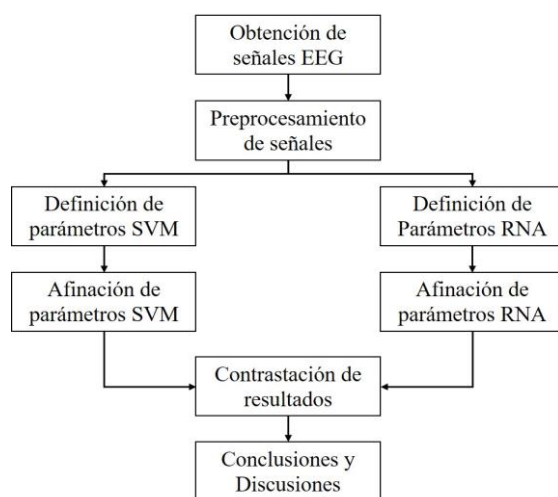 Obtención de
señales EEG
Preprocesamiento
de señales
Definición de
parámetros SVM
Definición de
Parámetros RNA
Afinación de
parámetros SVM
Afinación de
parámetros RNA
Contrastación de
resultados
Conclusiones y
Discusiones